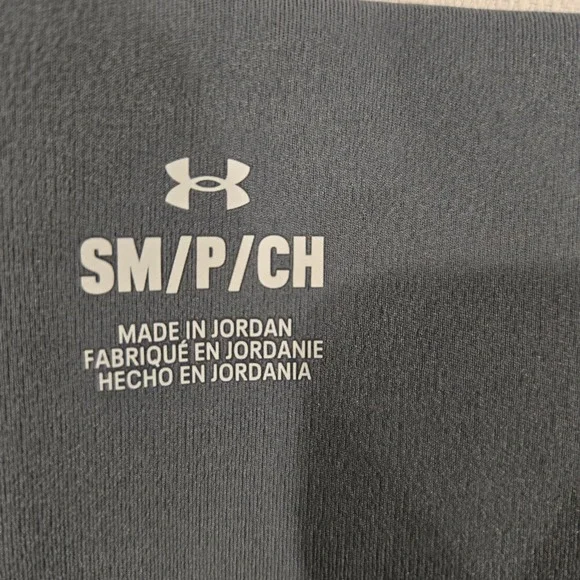 SM/P/CH
MADE IN JORDAN
FABRIQUÉ EN JORDANIE
HECHO EN JORDANIA